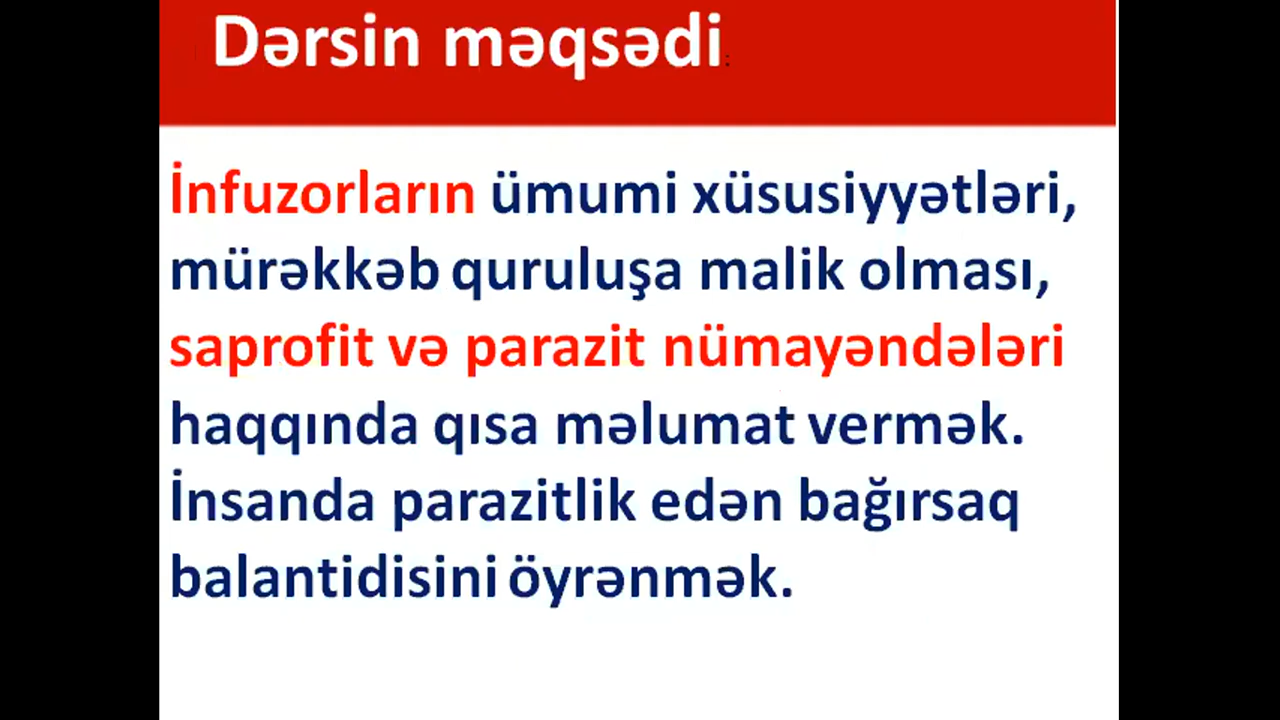 Dərsin məqsədi:
İnfuzorların ümumi xüsusiyyətləri,
mürəkkəb quruluşa malik olması,
saprofit və parazit nümayəndələri
haqqında qısa məlumat vermək.
İnsanda parazitlik edən bağırsaq
balantidisini öyrənmək.